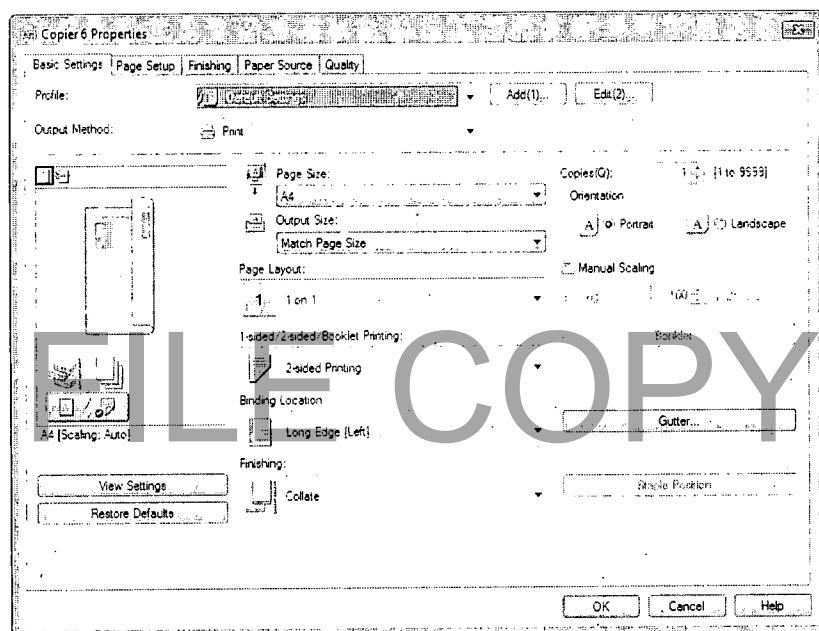 Copier 6 Properties
Basic Settings Page Setup Finishing Paper Source Quality
Profile:
Add(1)... Edit(2)...
Output Method: Print
Page Size:
A4
Output Size:
Match Page Size
Page Layout:
1 on 1
1-sided/2-sided/Booklet Printing:
2-sided Printing
Binding Location
Long Edge [Left]
Finishing:
Collate
Copies(Q): 1 [1 to 9999]
Orientation
A Portrait A Landscape
Manual Scaling
100
Booklet
Gutter...
Staple Position
A4 [Scaling: Auto]
View Settings
Restore Defaults
OK Cancel Help
FILE COPY